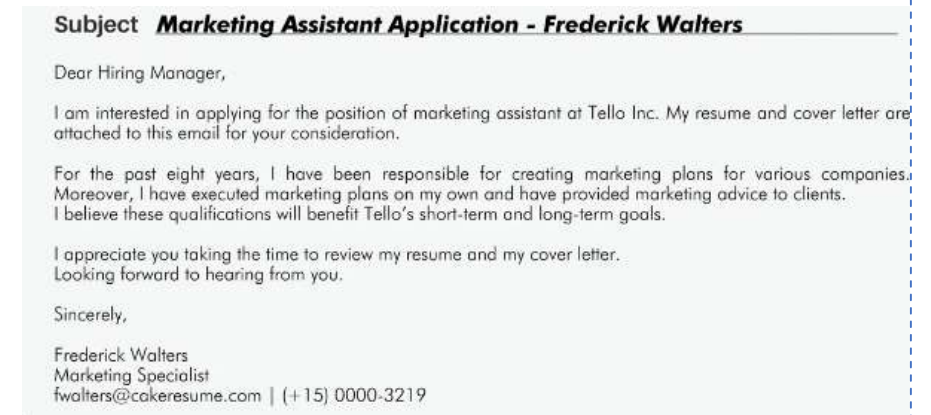 Subject Marketing Assistant Application - Frederick Walters
Dear Hiring Manager,
I am interested in applying for the position of marketing assistant at Tello Inc. My resume and cover letter are
attached to this email for your consideration.
For the past eight years, I have been responsible for creating marketing plans for various companies.
Moreover, I have executed marketing plans on my own and have provided marketing advice to clients.
I believe these qualifications will benefit Tello's short-term and long-term goals.
I appreciate you taking the time to review my resume and my cover letter.
Looking forward to hearing from you.
Sincerely,
Frederick Walters
Marketing Specialist
fwalters@cakeresume.com | (+15) 0000-3219